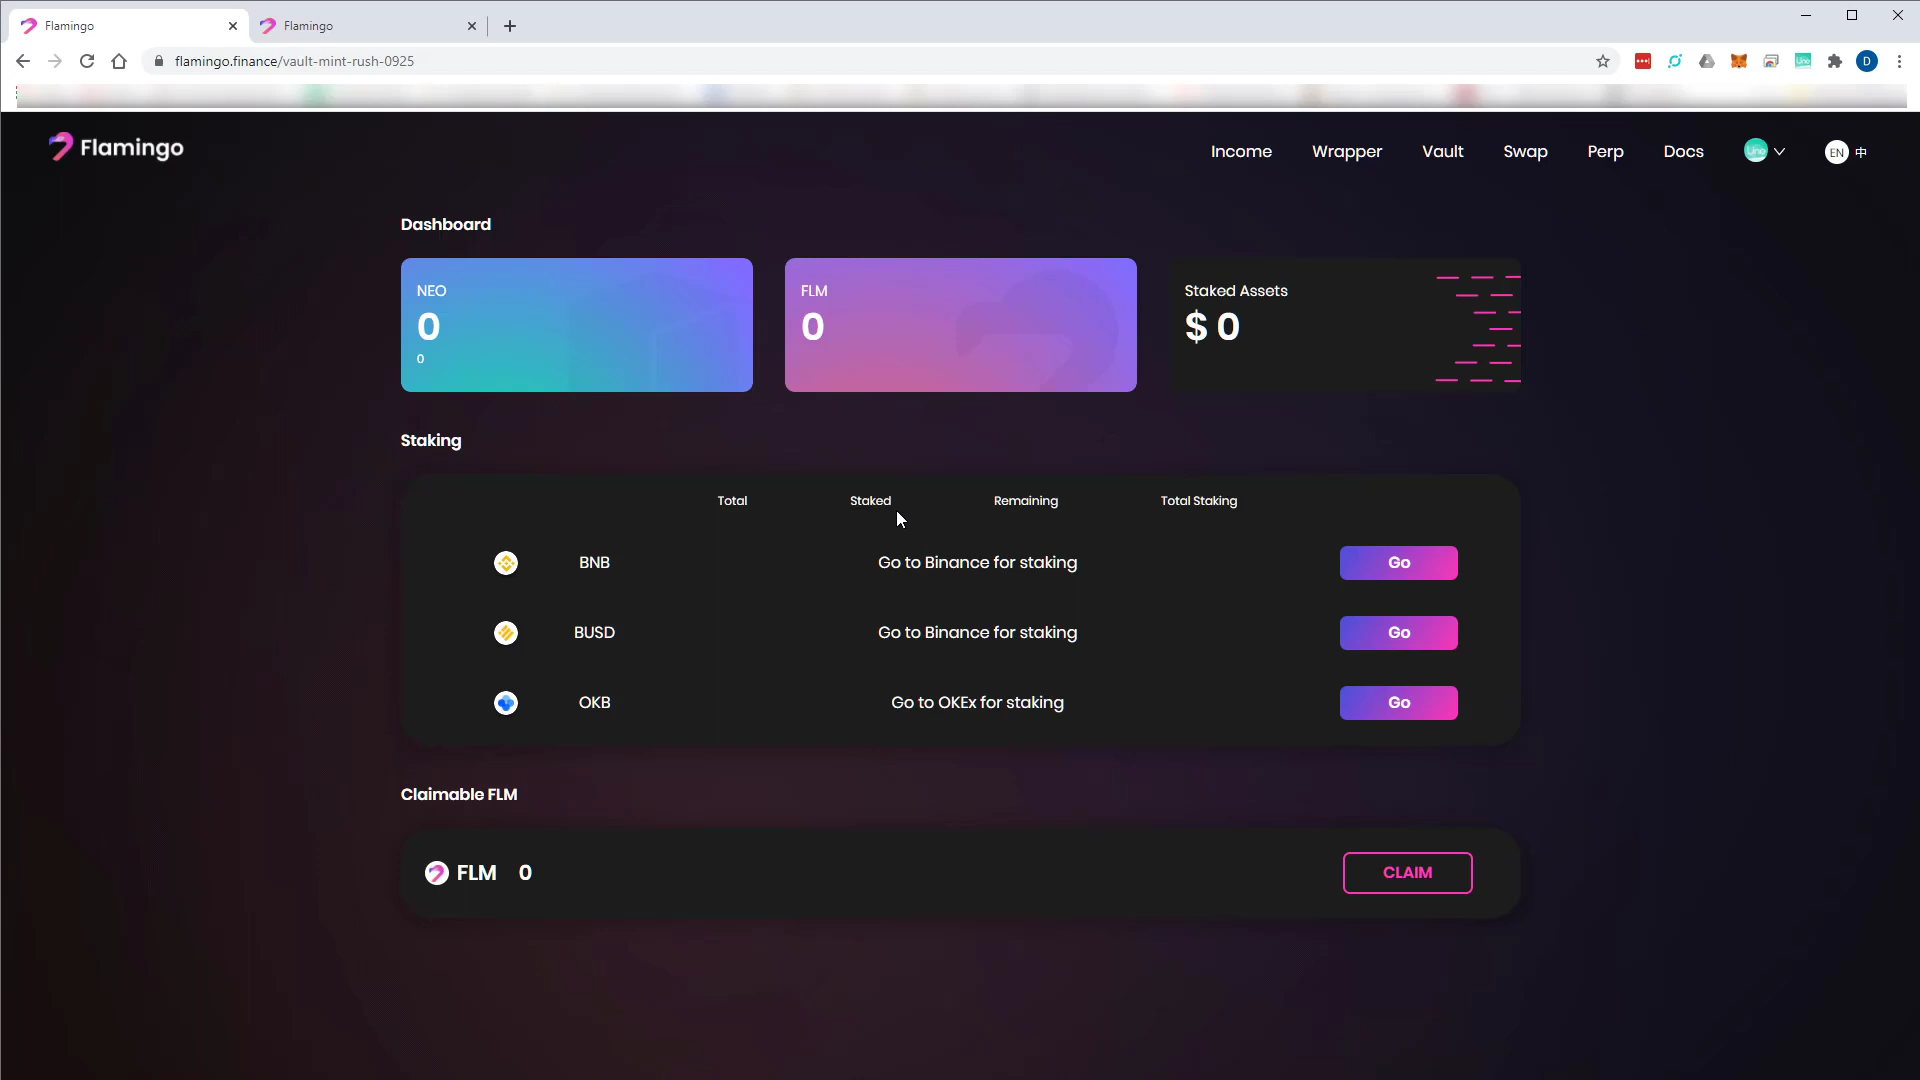 Flamingo
Flamingo
flamingo.finance/vault-mint-rush-0925
D
Flamingo
Income
Wrapper
Vault
Swap
Perp
Docs
Line
EN 中
Dashboard
NEO
0
0
FLM
0
Staked Assets
$ 0
Staking
Total Staked Remaining Total Staking
BNB Go to Binance for staking Go
BUSD Go to Binance for staking Go
OKB Go to OKEx for staking Go
Claimable FLM
FLM 0 CLAIM